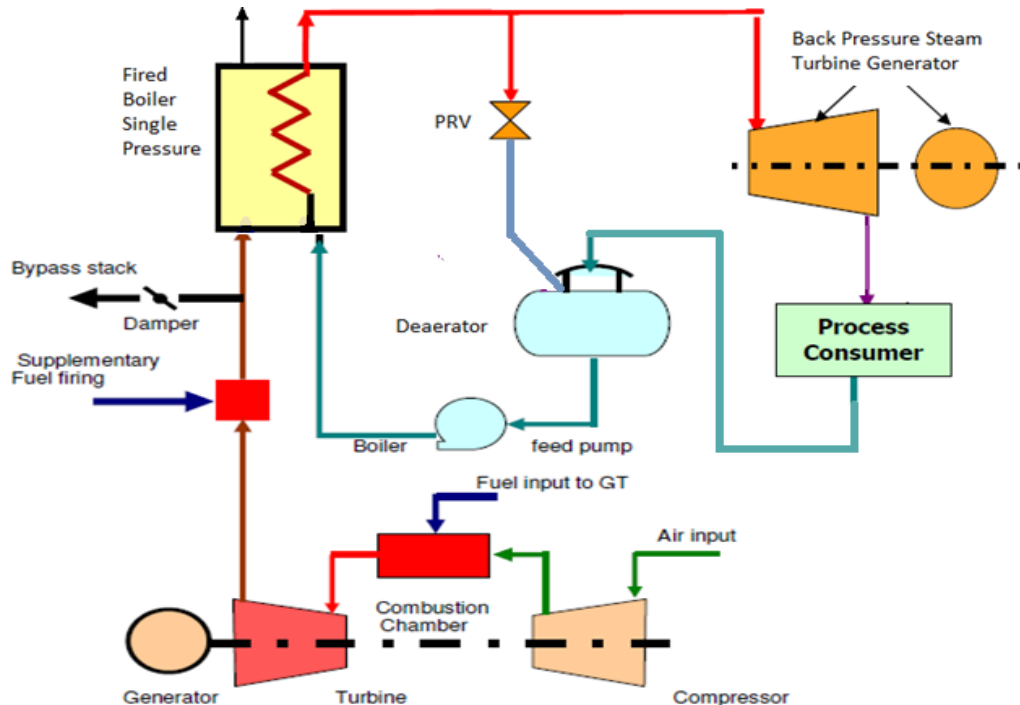 Fired
Boiler
Single
Pressure
PRV
Back Pressure Steam
Turbine Generator
Bypass stack
Damper
Deaerator
Process
Consumer
Supplementary
Fuel firing
Boiler feed pump
Fuel input to GT
Air input
Combustion
Chamber
Generator
Turbine
Compressor